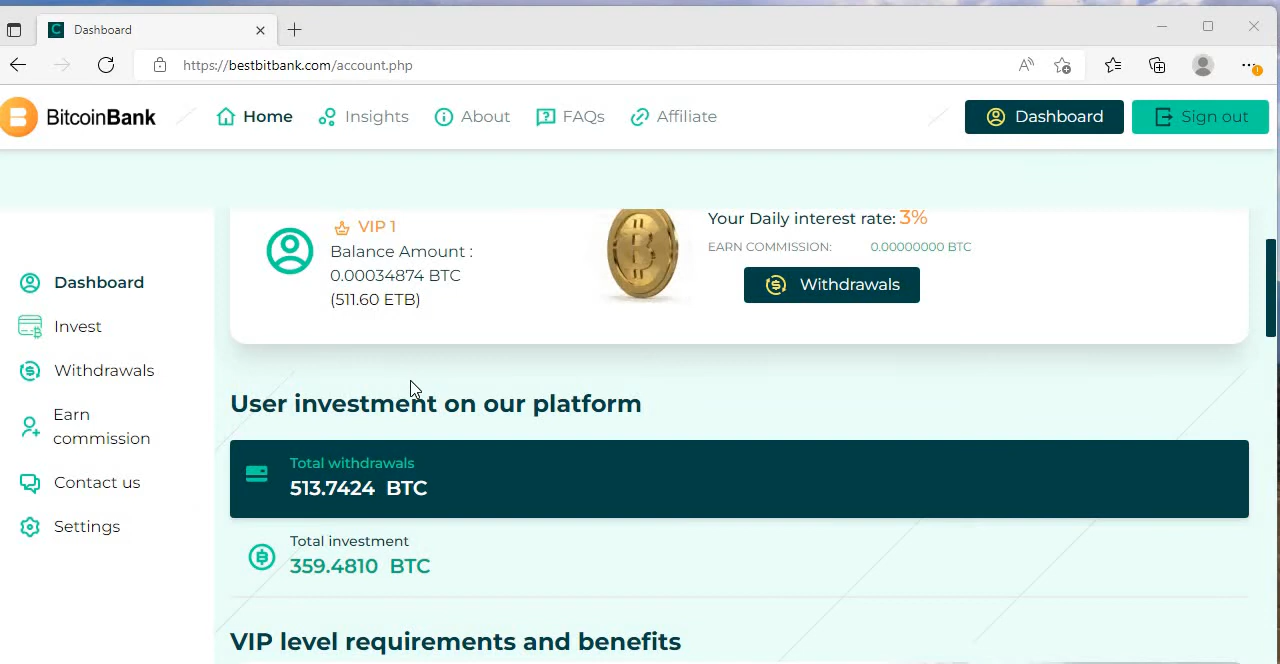 Dashboard
https://bestbitbank.com/account.php
BitcoinBank
Home
Insights
About
FAQs
Affiliate
Dashboard
Sign out
Dashboard
Invest
Withdrawals
Earn
commission
Contact us
Settings
VIP 1
Balance Amount :
0.00034874 BTC
(511.60 ETB)
Your Daily interest rate: 3%
EARN COMMISSION: 0.00000000 BTC
Withdrawals
User investment on our platform
Total withdrawals
513.7424 BTC
Total investment
359.4810 BTC
VIP level requirements and benefits